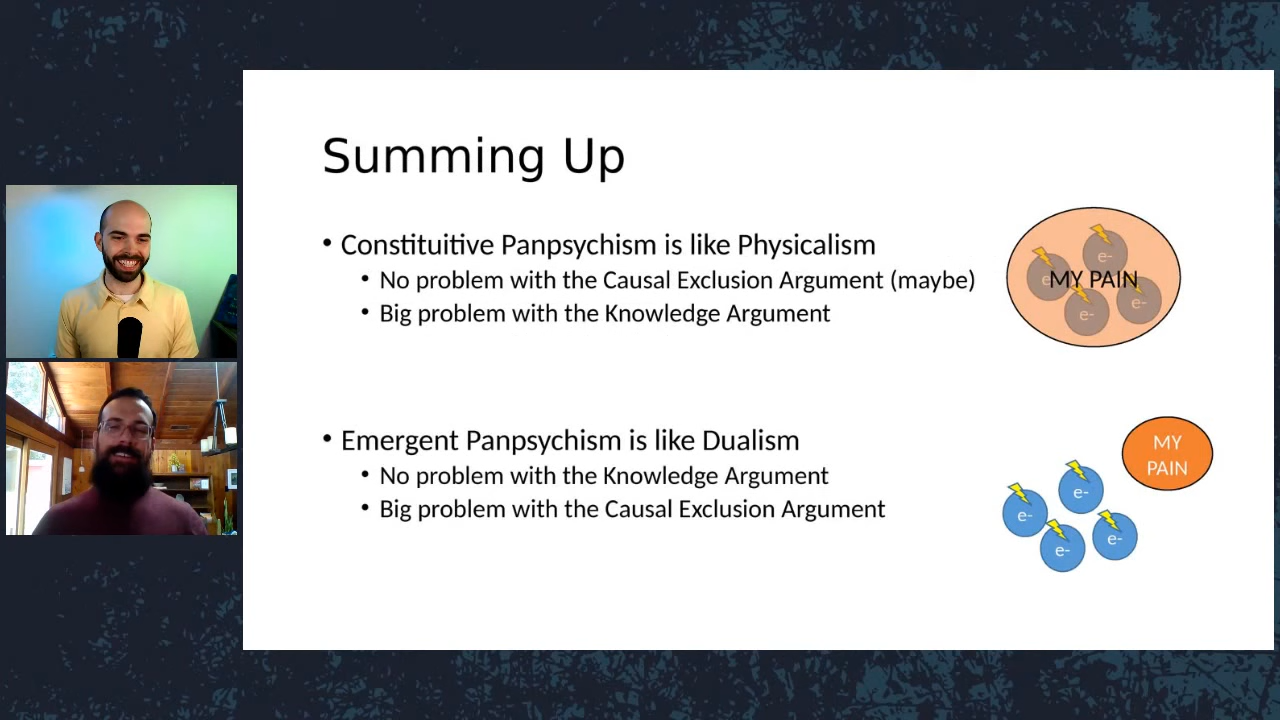 Summing Up
• Constituitive Panpsychism is like Physicalism
• No problem with the Causal Exclusion Argument (maybe)
• Big problem with the Knowledge Argument
e-
e-
MY PAIN
e-
e-
• Emergent Panpsychism is like Dualism
• No problem with the Knowledge Argument
• Big problem with the Causal Exclusion Argument
MY
PAIN
e-
e-
e-
e-